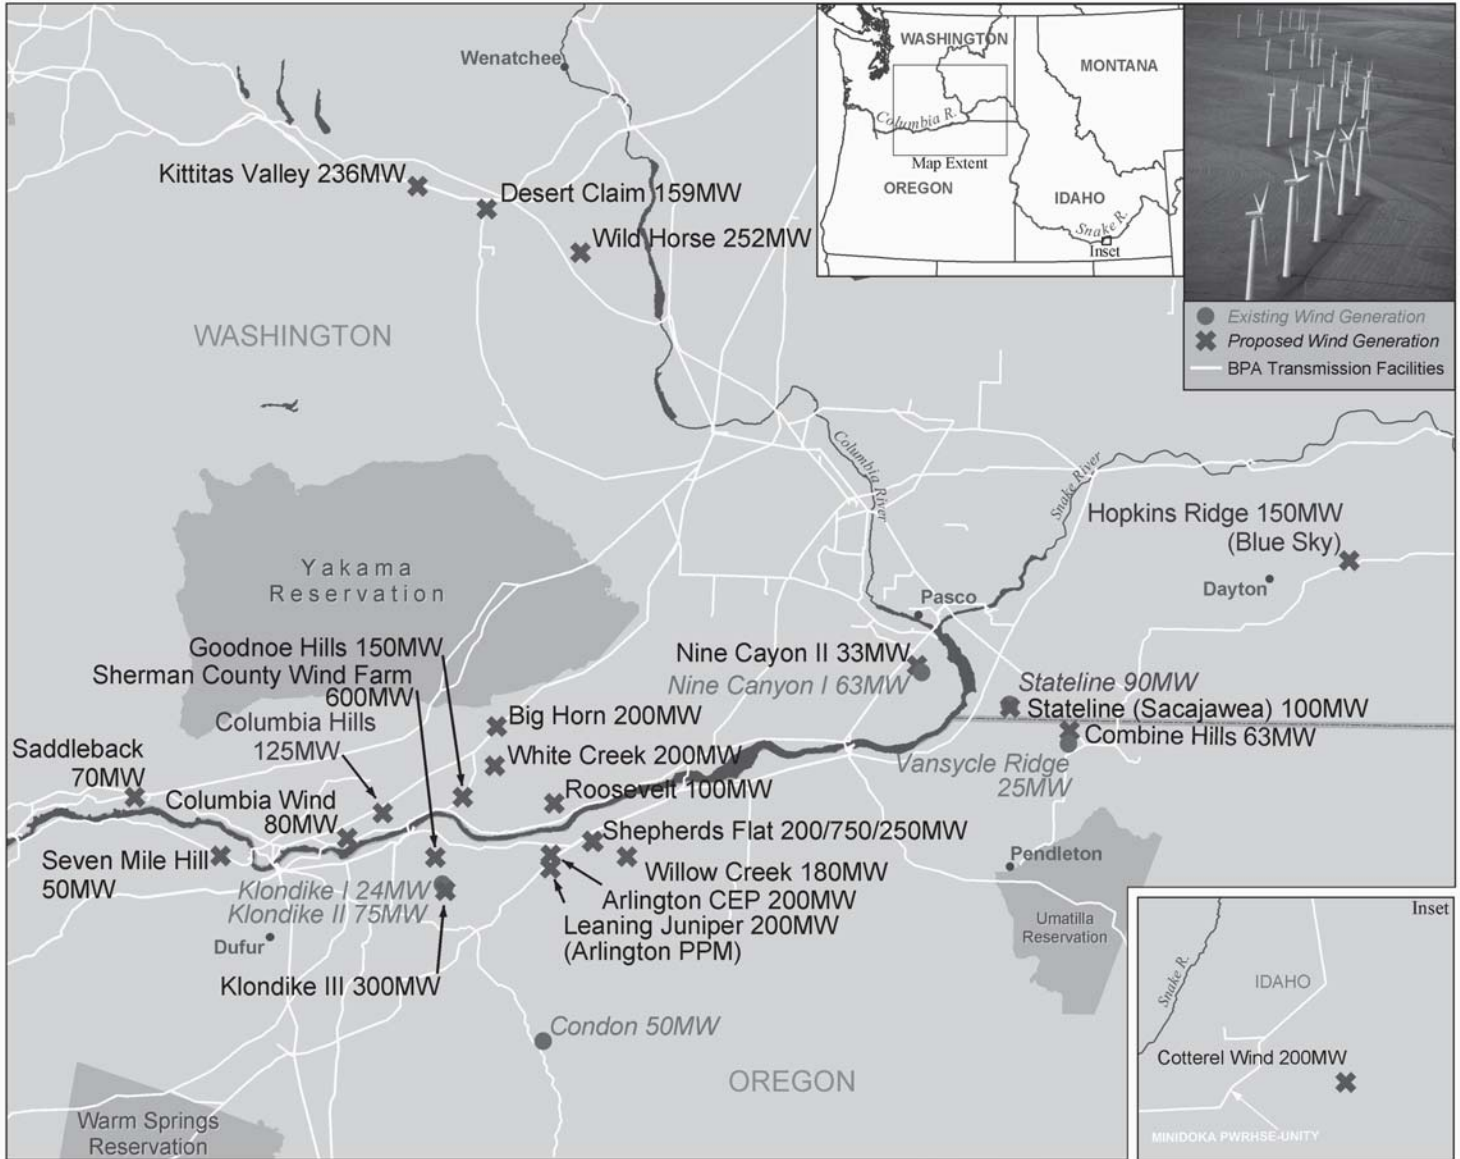 Wenatchee
WASHINGTON
MONTANA
Columbia R.
Map Extent
OREGON
IDAHO
Snake R.
Inset
Kittitas Valley 236MW
Desert Claim 159MW
Wild Horse 252MW
Existing Wind Generation
Proposed Wind Generation
BPA Transmission Facilities
WASHINGTON
Columbia River
Snake River
Hopkins Ridge 150MW
(Blue Sky)
Dayton
Yakama
Reservation
Pasco
Goodnoe Hills 150MW
Sherman County Wind Farm
600MW
Nine Cayon II 33MW
Nine Canyon I 63MW
Stateline 90MW
Stateline (Sacajawea) 100MW
Combine Hills 63MW
Vansycle Ridge
25MW
Columbia Hills
125MW
Big Horn 200MW
White Creek 200MW
Roosevelt 100MW
Saddleback
70MW
Columbia Wind
80MW
Seven Mile Hill
50MW
Shepherds Flat 200/750/250MW
Willow Creek 180MW
Arlington CEP 200MW
Leaning Juniper 200MW
(Arlington PPM)
Klondike I 24MW
Klondike II 75MW
Dufur
Klondike III 300MW
Pendleton
Umatilla
Reservation
Condon 50MW
OREGON
Warm Springs
Reservation
Inset
Snake R.
IDAHO
Cotterel Wind 200MW
MINIDOKA PWRHSE-UNITY